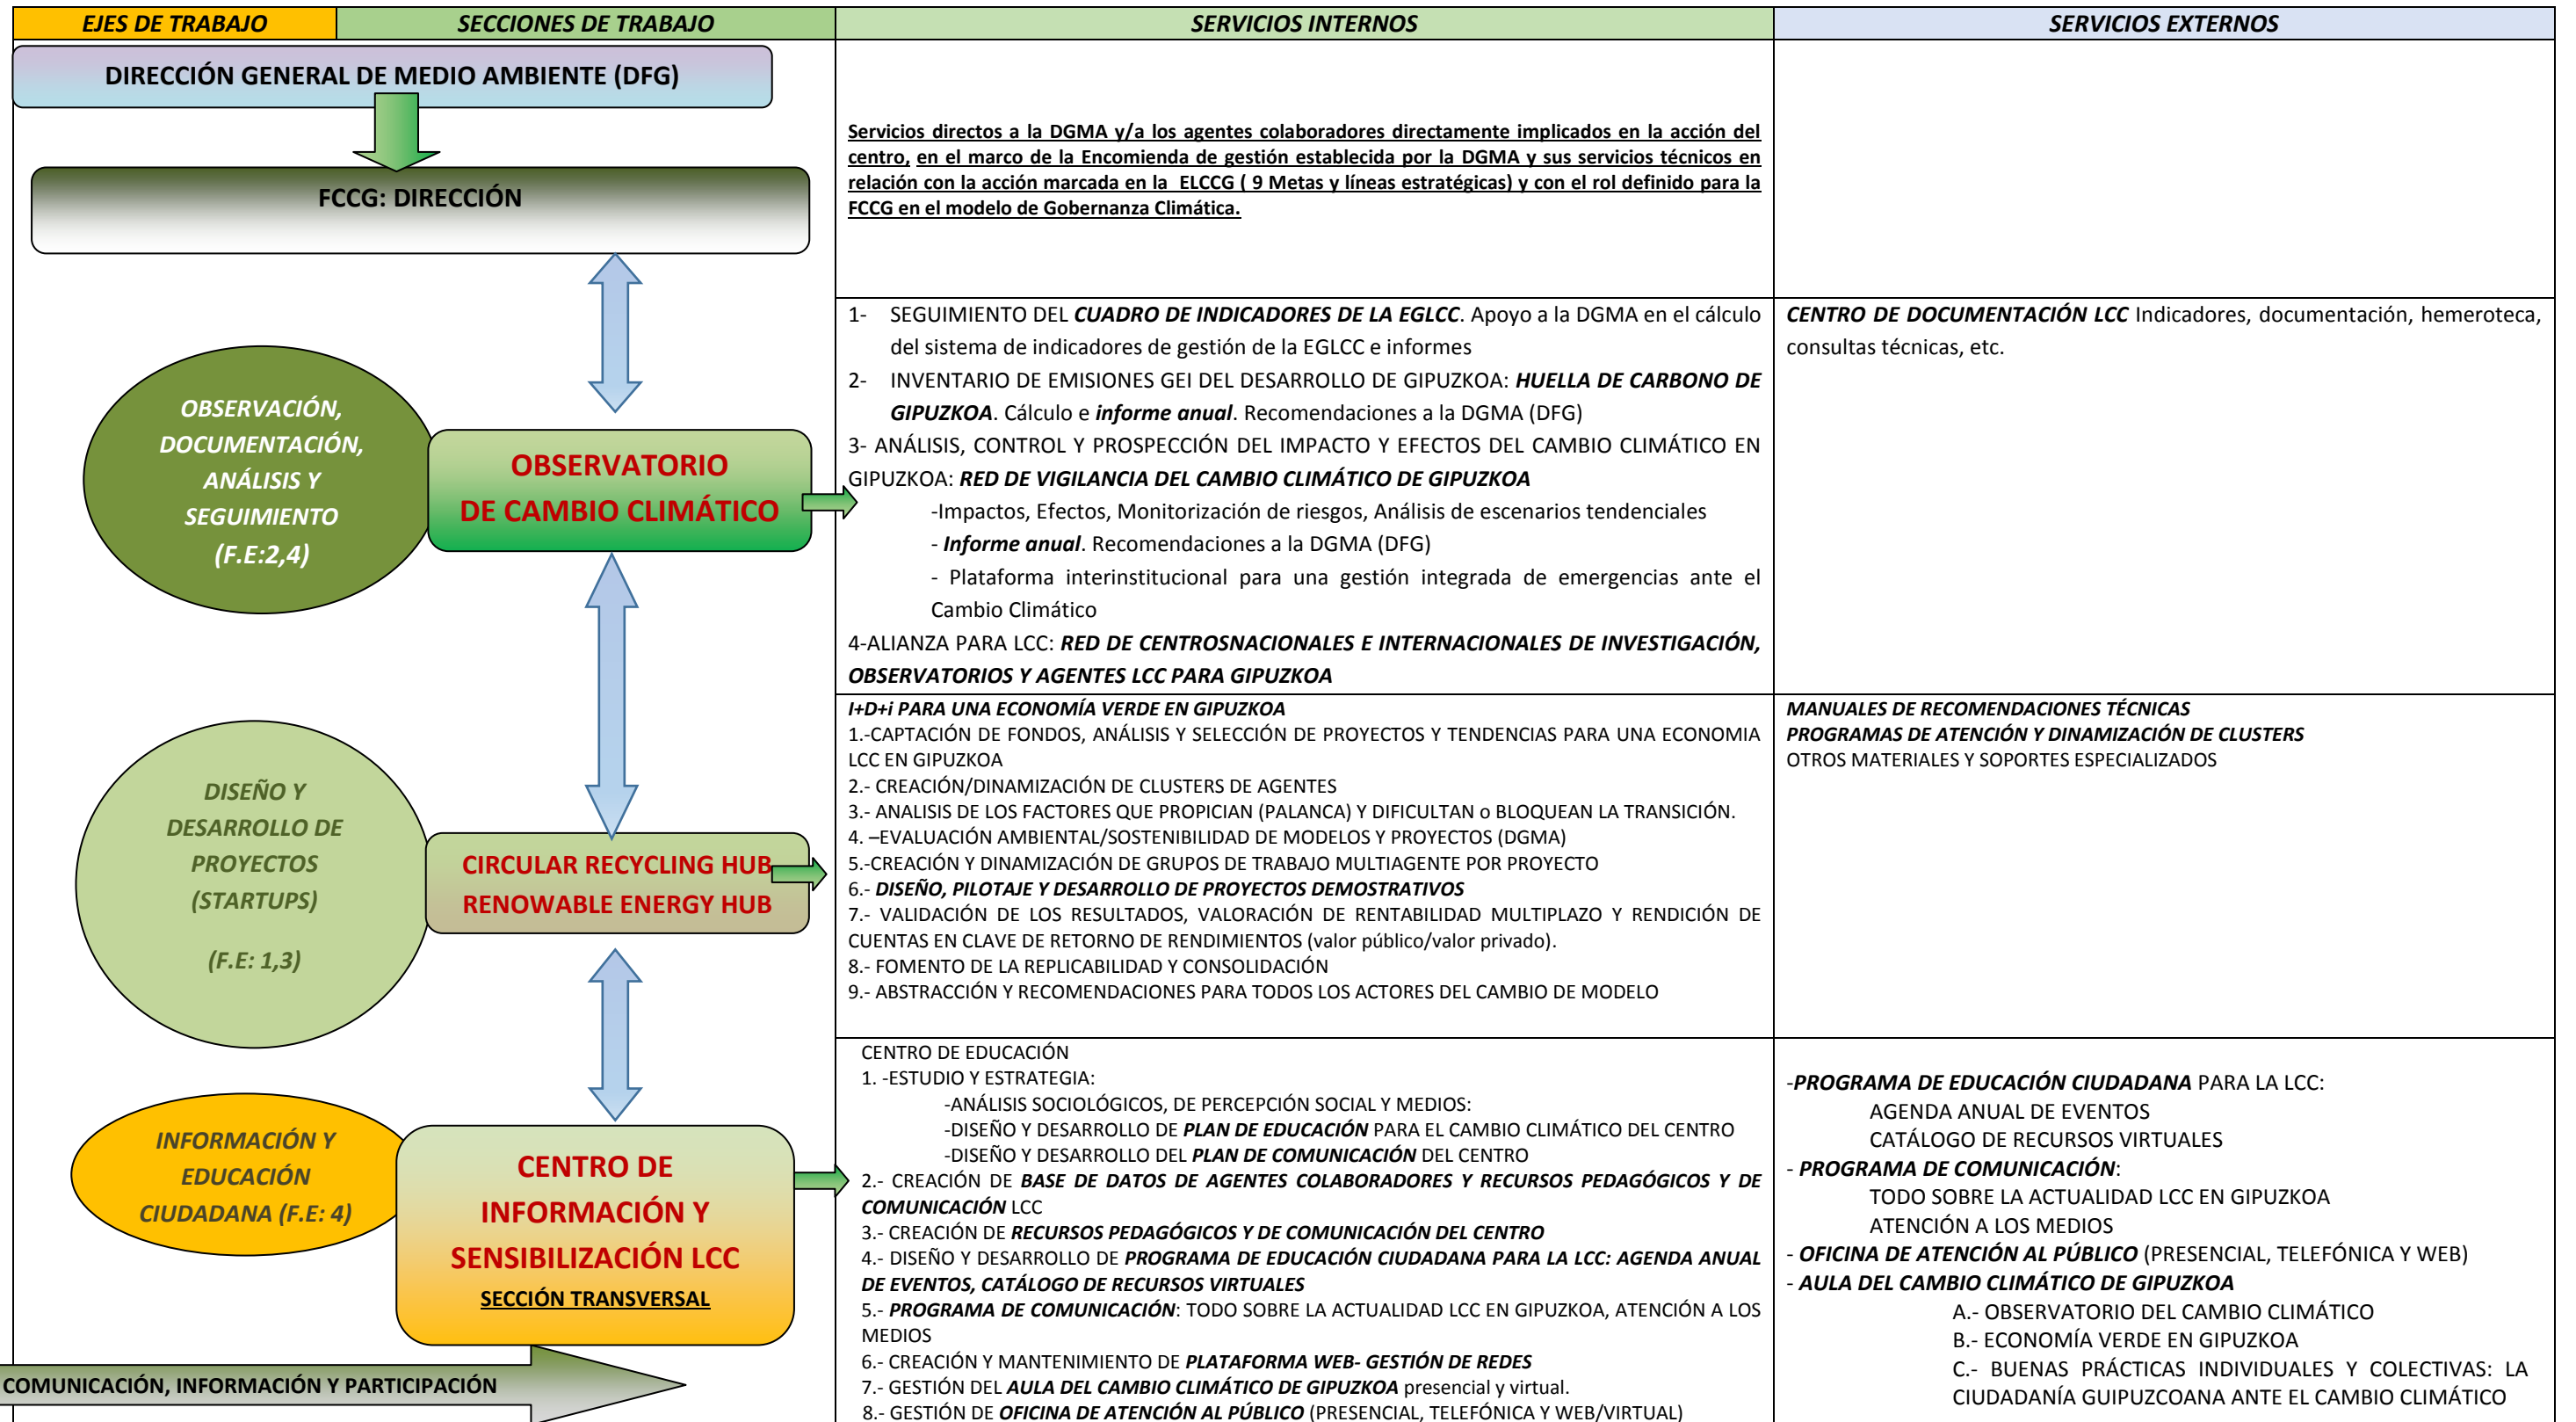 EJES DE TRABAJO
SECCIONES DE TRABAJO
SERVICIOS INTERNOS
SERVICIOS EXTERNOS
DIRECCIÓN GENERAL DE MEDIO AMBIENTE (DFG)
FCCG: DIRECCIÓN
Servicios directos a la DGMA y/a los agentes colaboradores directamente implicados en la acción del
centro, en el marco de la Encomienda de gestión establecida por la DGMA y sus servicios técnicos en
relación con la acción marcada en la ELCCG ( 9 Metas y líneas estratégicas) y con el rol definido para la
FCCG en el modelo de Gobernanza Climática.
OBSERVACIÓN,
DOCUMENTACIÓN,
ANÁLISIS Y
SEGUIMIENTO
(F.E:2,4)
OBSERVATORIO
DE CAMBIO CLIMÁTICO
1- SEGUIMIENTO DEL CUADRO DE INDICADORES DE LA EGLCC. Apoyo a la DGMA en el cálculo
del sistema de indicadores de gestión de la EGLCC e informes
2- INVENTARIO DE EMISIONES GEI DEL DESARROLLO DE GIPUZKOA: HUELLA DE CARBONO DE
GIPUZKOA. Cálculo e informe anual. Recomendaciones a la DGMA (DFG)
3- ANÁLISIS, CONTROL Y PROSPECCIÓN DEL IMPACTO Y EFECTOS DEL CAMBIO CLIMÁTICO EN
GIPUZKOA: RED DE VIGILANCIA DEL CAMBIO CLIMÁTICO DE GIPUZKOA
-Impactos, Efectos, Monitorización de riesgos, Análisis de escenarios tendenciales
- Informe anual. Recomendaciones a la DGMA (DFG)
- Plataforma interinstitucional para una gestión integrada de emergencias ante el
Cambio Climático
4-ALIANZA PARA LCC: RED DE CENTROSNACIONALES E INTERNACIONALES DE INVESTIGACIÓN,
OBSERVATORIOS Y AGENTES LCC PARA GIPUZKOA
CENTRO DE DOCUMENTACIÓN LCC Indicadores, documentación, hemeroteca,
consultas técnicas, etc.
DISEÑO Y
DESARROLLO DE
PROYECTOS
(STARTUPS)
(F.E: 1,3)
CIRCULAR RECYCLING HUB
RENOWABLE ENERGY HUB
I+D+i PARA UNA ECONOMÍA VERDE EN GIPUZKOA
1.-CAPTACIÓN DE FONDOS, ANÁLISIS Y SELECCIÓN DE PROYECTOS Y TENDENCIAS PARA UNA ECONOMIA
LCC EN GIPUZKOA
2.- CREACIÓN/DINAMIZACIÓN DE CLUSTERS DE AGENTES
3.- ANALISIS DE LOS FACTORES QUE PROPICIAN (PALANCA) Y DIFICULTAN o BLOQUEAN LA TRANSICIÓN.
4. –EVALUACIÓN AMBIENTAL/SOSTENIBILIDAD DE MODELOS Y PROYECTOS (DGMA)
5.-CREACIÓN Y DINAMIZACIÓN DE GRUPOS DE TRABAJO MULTIAGENTE POR PROYECTO
6.- DISEÑO, PILOTAJE Y DESARROLLO DE PROYECTOS DEMOSTRATIVOS
7.- VALIDACIÓN DE LOS RESULTADOS, VALORACIÓN DE RENTABILIDAD MULTIPLAZO Y RENDICIÓN DE
CUENTAS EN CLAVE DE RETORNO DE RENDIMIENTOS (valor público/valor privado).
8.- FOMENTO DE LA REPLICABILIDAD Y CONSOLIDACIÓN
9.- ABSTRACCIÓN Y RECOMENDACIONES PARA TODOS LOS ACTORES DEL CAMBIO DE MODELO
MANUALES DE RECOMENDACIONES TÉCNICAS
PROGRAMAS DE ATENCIÓN Y DINAMIZACIÓN DE CLUSTERS
OTROS MATERIALES Y SOPORTES ESPECIALIZADOS
INFORMACIÓN Y
EDUCACIÓN
CIUDADANA (F.E: 4)
CENTRO DE
INFORMACIÓN Y
SENSIBILIZACIÓN LCC
SECCIÓN TRANSVERSAL
COMUNICACIÓN, INFORMACIÓN Y PARTICIPACIÓN
CENTRO DE EDUCACIÓN
1. -ESTUDIO Y ESTRATEGIA:
-ANÁLISIS SOCIOLÓGICOS, DE PERCEPCIÓN SOCIAL Y MEDIOS:
-DISEÑO Y DESARROLLO DE PLAN DE EDUCACIÓN PARA EL CAMBIO CLIMÁTICO DEL CENTRO
-DISEÑO Y DESARROLLO DEL PLAN DE COMUNICACIÓN DEL CENTRO
2.- CREACIÓN DE BASE DE DATOS DE AGENTES COLABORADORES Y RECURSOS PEDAGÓGICOS Y DE
COMUNICACIÓN LCC
3.- CREACIÓN DE RECURSOS PEDAGÓGICOS Y DE COMUNICACIÓN DEL CENTRO
4.- DISEÑO Y DESARROLLO DE PROGRAMA DE EDUCACIÓN CIUDADANA PARA LA LCC: AGENDA ANUAL
DE EVENTOS, CATÁLOGO DE RECURSOS VIRTUALES
5.- PROGRAMA DE COMUNICACIÓN: TODO SOBRE LA ACTUALIDAD LCC EN GIPUZKOA, ATENCIÓN A LOS
MEDIOS
6.- CREACIÓN Y MANTENIMIENTO DE PLATAFORMA WEB- GESTIÓN DE REDES
7.- GESTIÓN DEL AULA DEL CAMBIO CLIMÁTICO DE GIPUZKOA presencial y virtual.
8.- GESTIÓN DE OFICINA DE ATENCIÓN AL PÚBLICO (PRESENCIAL, TELEFÓNICA Y WEB/VIRTUAL)
-PROGRAMA DE EDUCACIÓN CIUDADANA PARA LA LCC:
AGENDA ANUAL DE EVENTOS
CATÁLOGO DE RECURSOS VIRTUALES
- PROGRAMA DE COMUNICACIÓN:
TODO SOBRE LA ACTUALIDAD LCC EN GIPUZKOA
ATENCIÓN A LOS MEDIOS
- OFICINA DE ATENCIÓN AL PÚBLICO (PRESENCIAL, TELEFÓNICA Y WEB)
- AULA DEL CAMBIO CLIMÁTICO DE GIPUZKOA
A.- OBSERVATORIO DEL CAMBIO CLIMÁTICO
B.- ECONOMÍA VERDE EN GIPUZKOA
C.- BUENAS PRÁCTICAS INDIVIDUALES Y COLECTIVAS: LA
CIUDADANÍA GUIPUZCOANA ANTE EL CAMBIO CLIMÁTICO